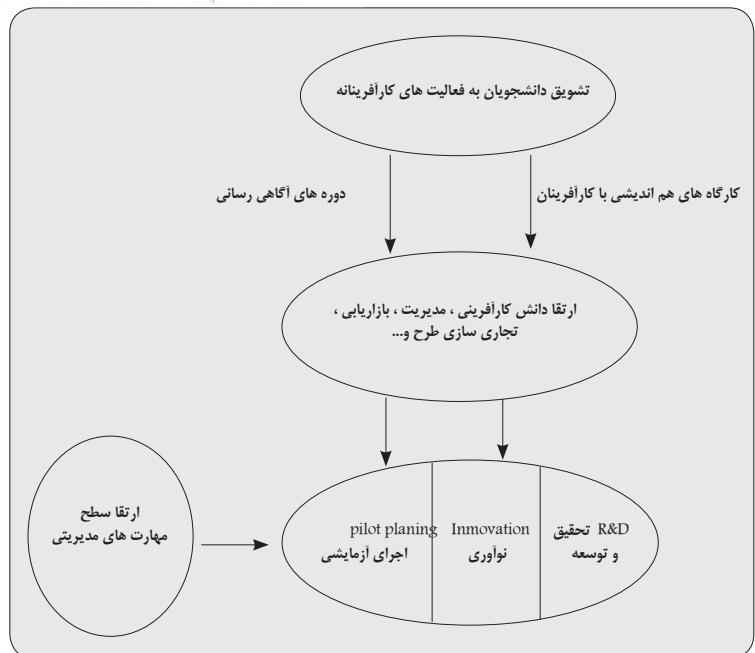 تشویق دانشجویان به فعالیت های کارآفرینانه
کارگاه های هم اندیشی با کارآفرینان
دوره های آگاهی رسانی
ارتقا دانش کارآفرینی ، مدیریت ، بازاریابی ،
تجاری سازی طرح و...
R&D تحقیق
و توسعه
Inmovation
نوآوری
pilot planing
اجرای آزمایشی
ارتقا سطح
مهارت های مدیریتی